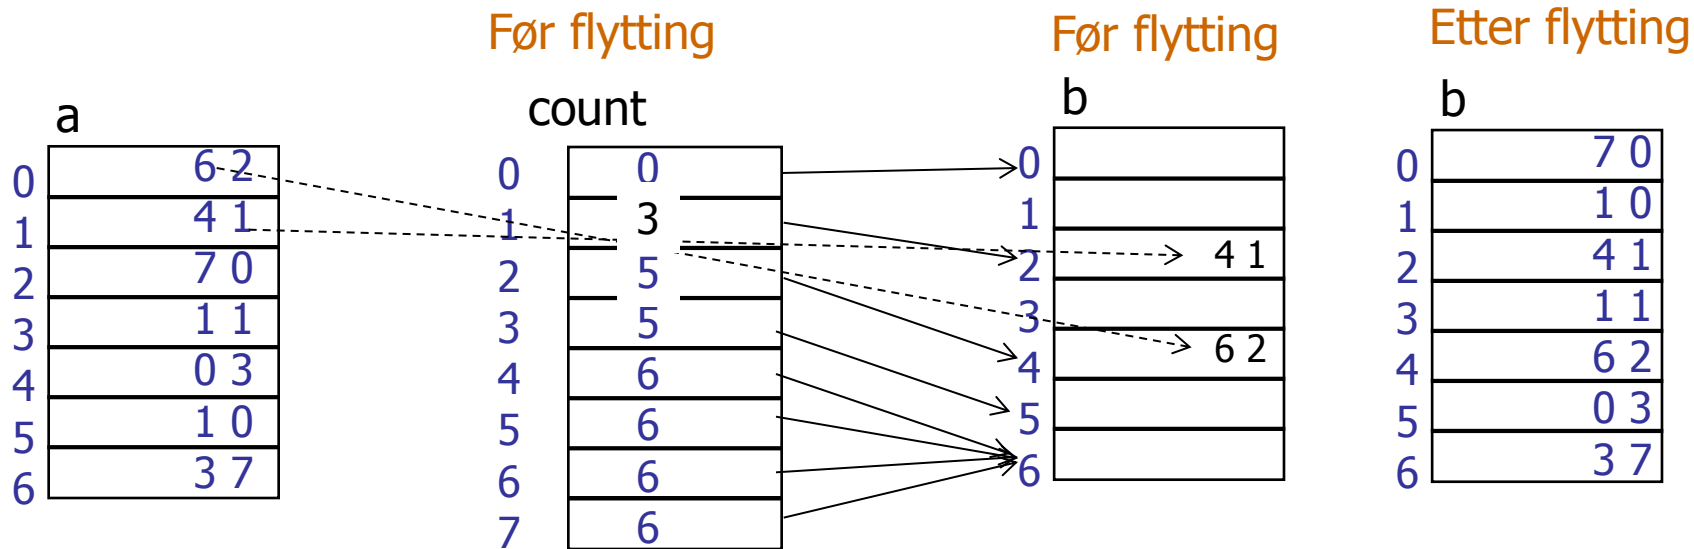 Før flytting
Før flytting
Etter flytting
a
count
b
b
0 6 2
1 4 1
2 7 0
3 1 1
4 0 3
5 1 0
6 3 7
0 0
1 3
2 5
3 5
4 6
5 6
6 6
7 6
0
1
2 4 1
3
4 6 2
5
6
0 7 0
1 1 0
2 4 1
3 1 1
4 6 2
5 0 3
6 3 7